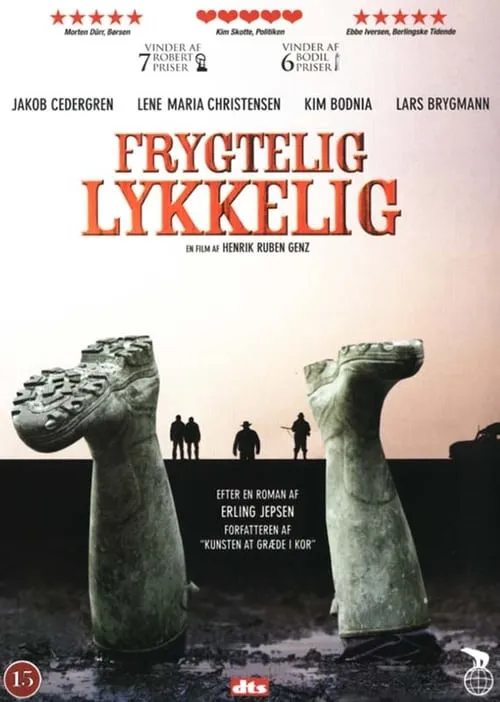 Morten Dürr, Børsen
Kim Skotte, Politiken
Ebbe Iversen, Berlingske Tidende
VINDER AF
7 ROBERT
PRISER
VINDER AF
6 BODIL
PRISER
JAKOB CEDERGREN LENE MARIA CHRISTENSEN KIM BODNIA LARS BRYGMANN
FRYGTELIG
LYKKELIG
EN FILM AF HENRIK RUBEN GENZ
EFTER EN ROMAN AF
ERLING JEPSEN
FORFATTEREN AF
"KUNSTEN AT GRÆDE I KOR"
15
dts